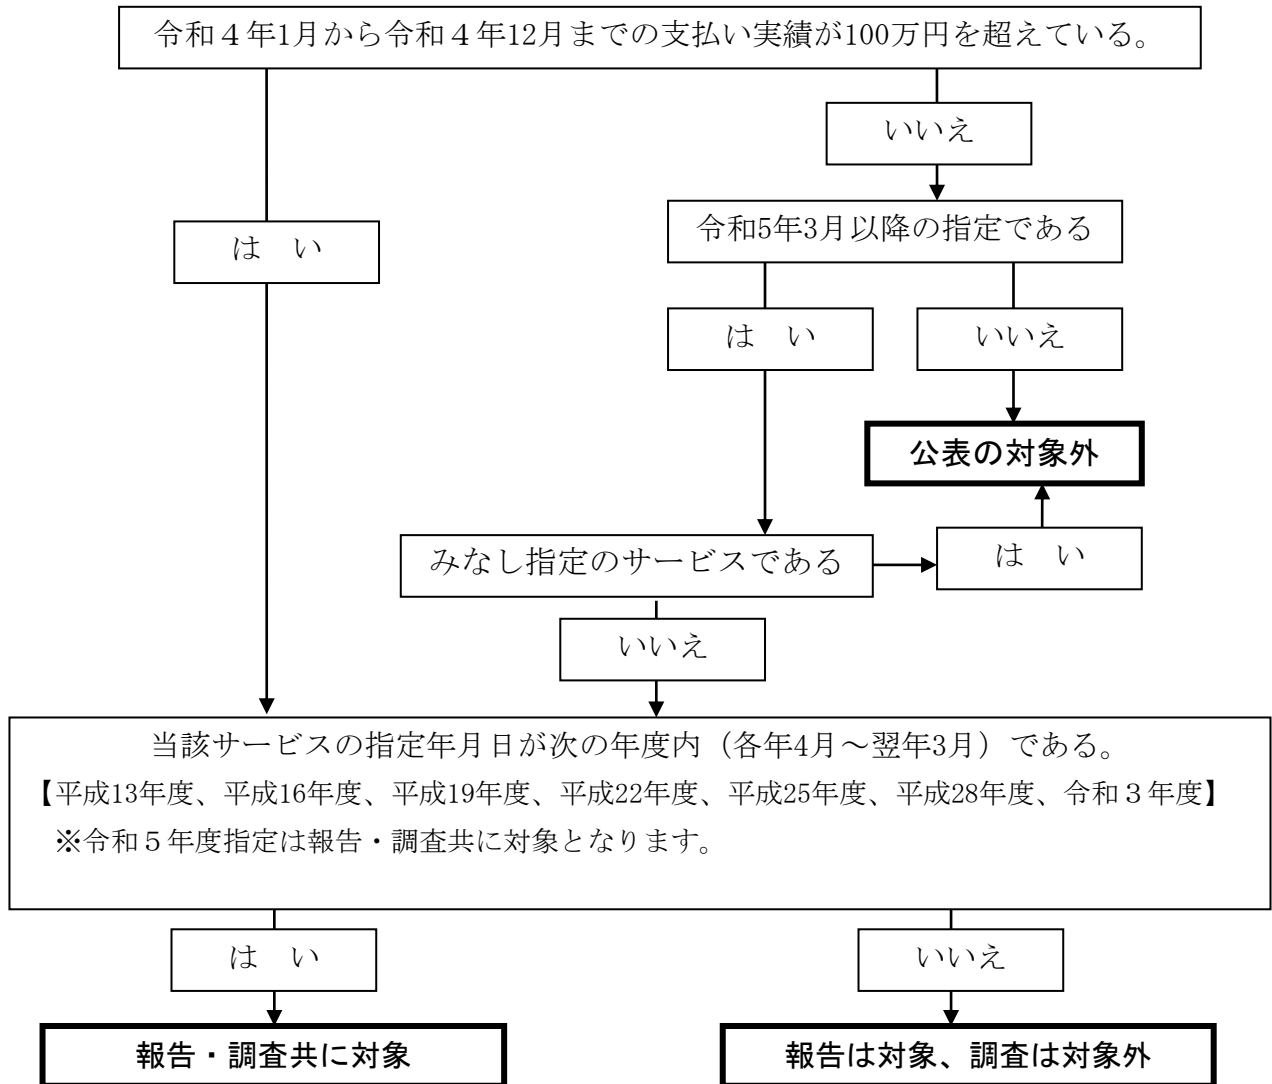 令和４年1月から令和４年12月までの支払い実績が100万円を超えている。
いいえ
は　い
令和5年3月以降の指定である
は　い
いいえ
公表の対象外
みなし指定のサービスである
は　い
いいえ
当該サービスの指定年月日が次の年度内（各年4月～翌年3月）である。
【平成13年度、平成16年度、平成19年度、平成22年度、平成25年度、平成28年度、令和３年度】
※令和５年度指定は報告・調査共に対象となります。
は　い
いいえ
報告・調査共に対象
報告は対象、調査は対象外